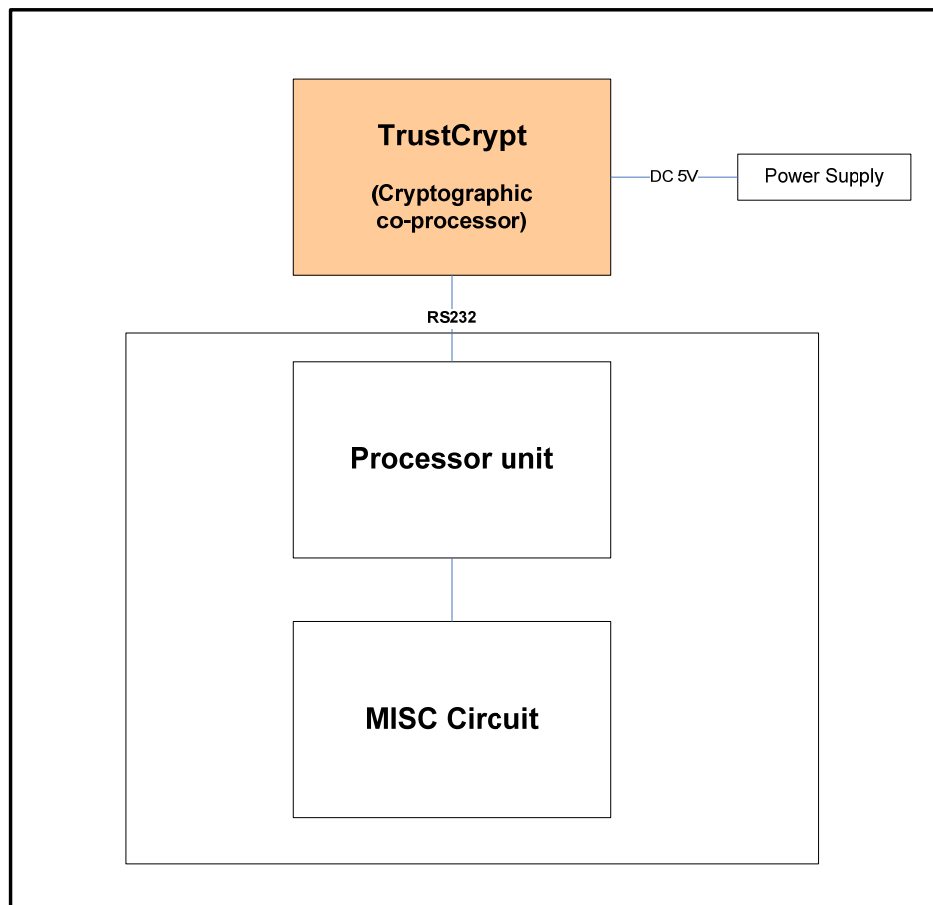 TrustCrypt
(Cryptographic
co-processor)
DC 5V
Power Supply
RS232
Processor unit
MISC Circuit